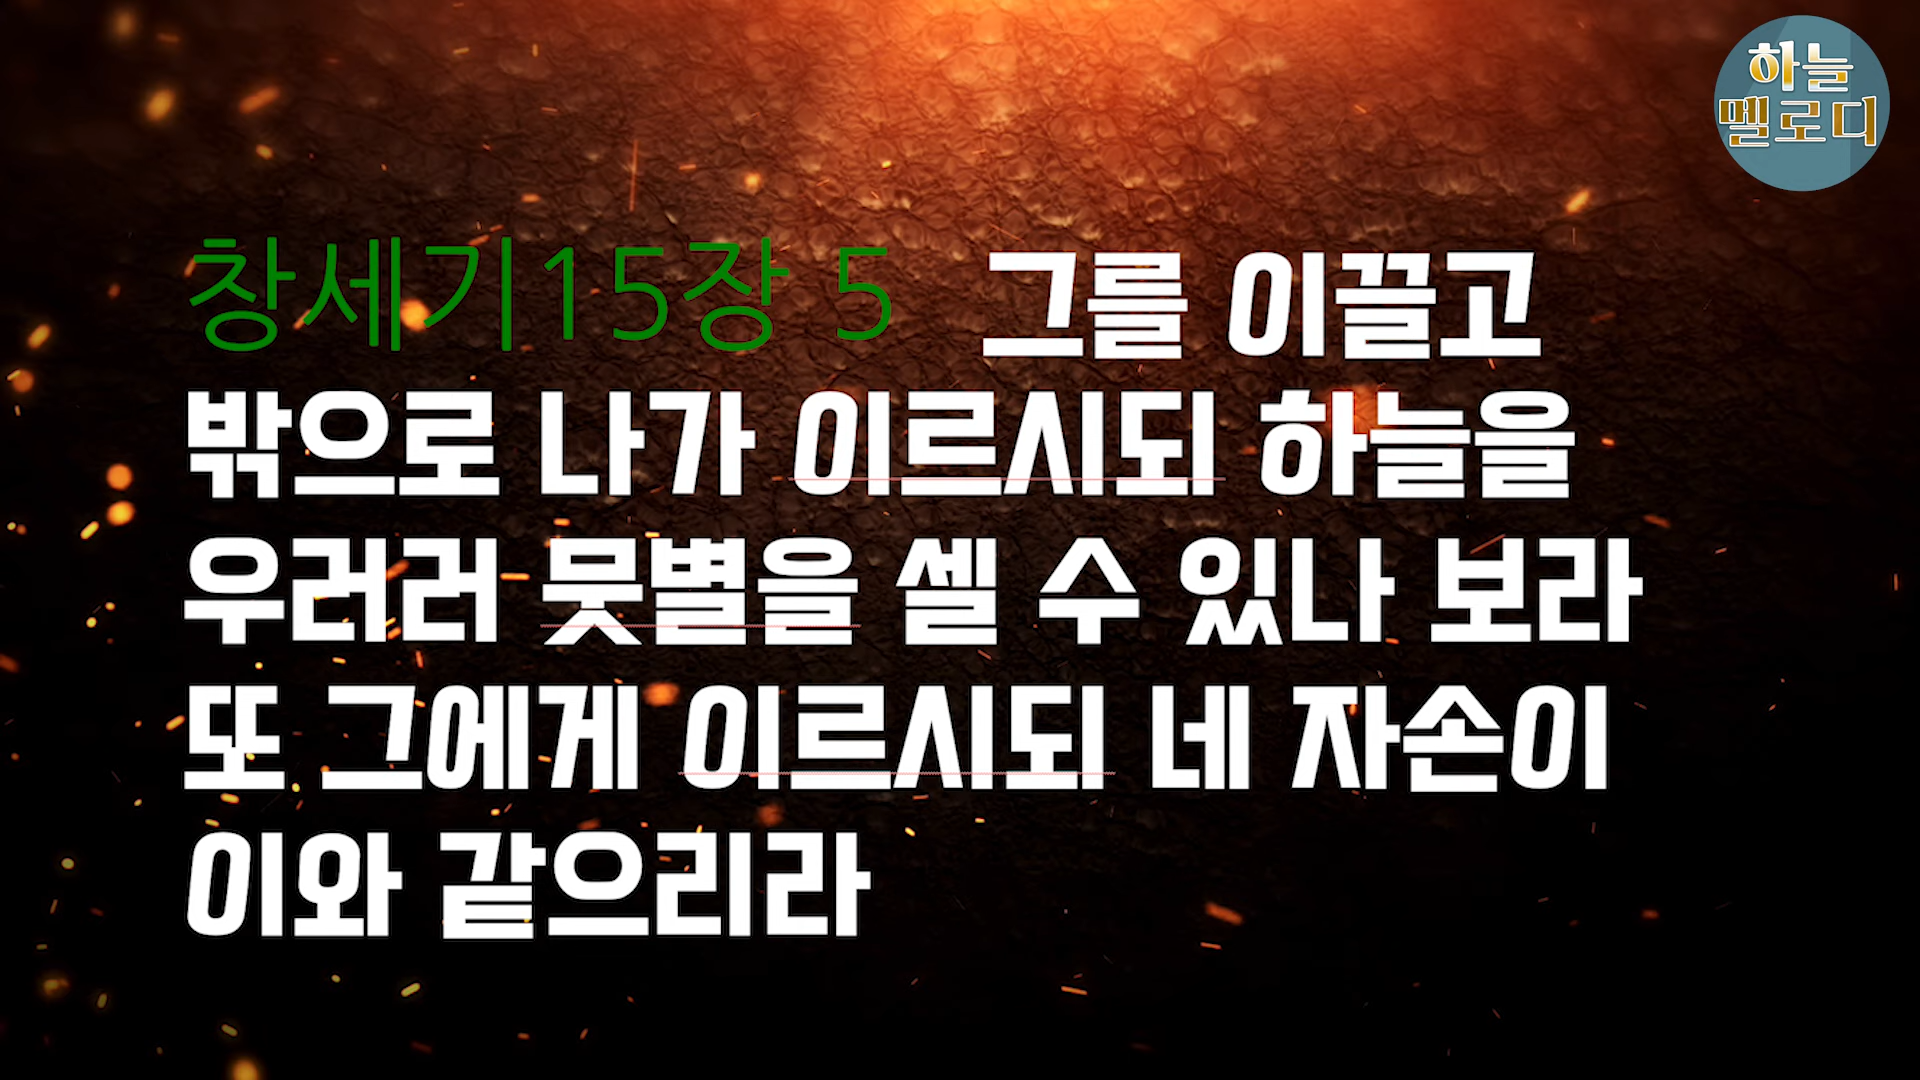 하늘
멜로디
창세기15장 5 그를 이끌고
밖으로 나가 이르시되 하늘을
우러러 뭇별을 셀 수 있나 보라
또 그에게 이르시되 네 자손이
이와 같으리라